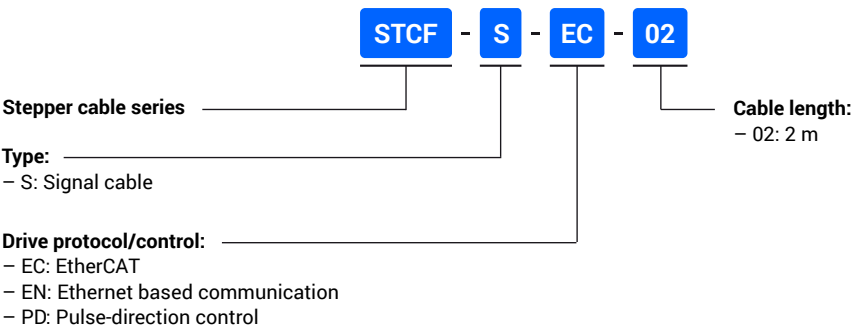 STCF - S - EC - 02
Stepper cable series
Cable length:
– 02: 2 m
Type:
– S: Signal cable
Drive protocol/control:
– EC: EtherCAT
– EN: Ethernet based communication
– PD: Pulse-direction control